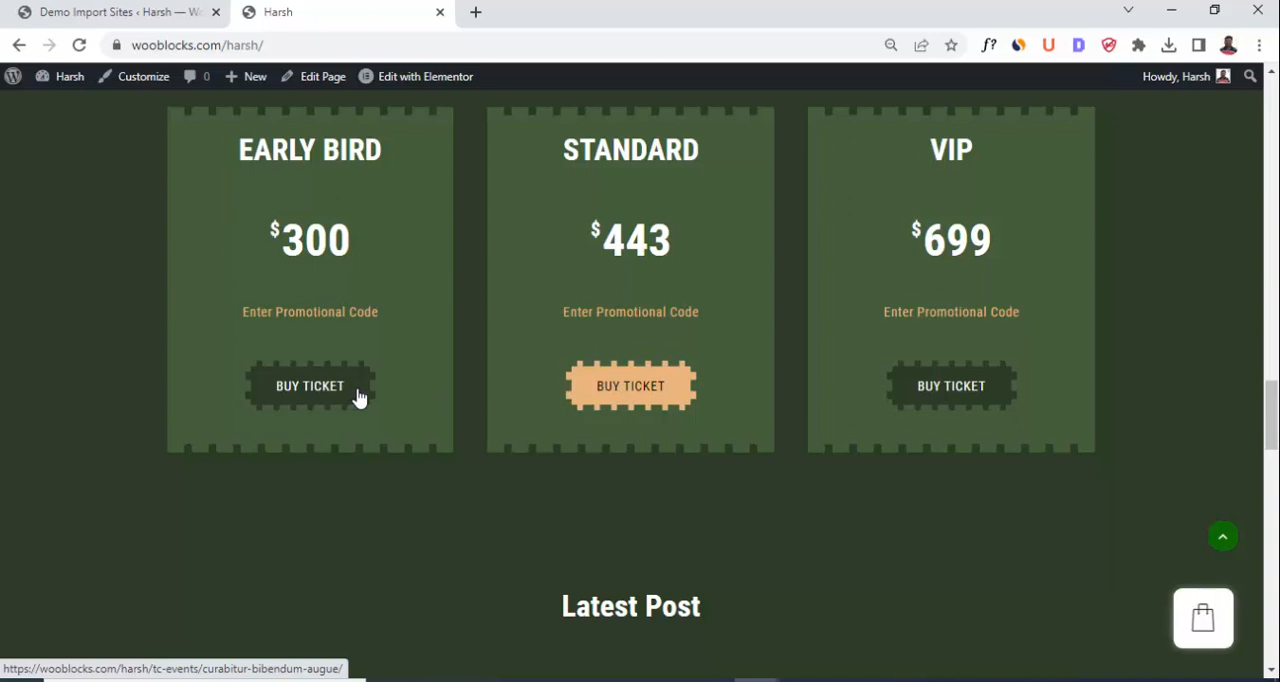 Demo Import Sites ‹ Harsh — Wo
Harsh
wooblocks.com/harsh/
Harsh
Customize
0
New
Edit Page
Edit with Elementor
Howdy, Harsh
EARLY BIRD
STANDARD
VIP
$300
$443
$699
Enter Promotional Code
Enter Promotional Code
Enter Promotional Code
BUY TICKET
BUY TICKET
BUY TICKET
Latest Post
https://wooblocks.com/harsh/tc-events/curabitur-bibendum-augue/